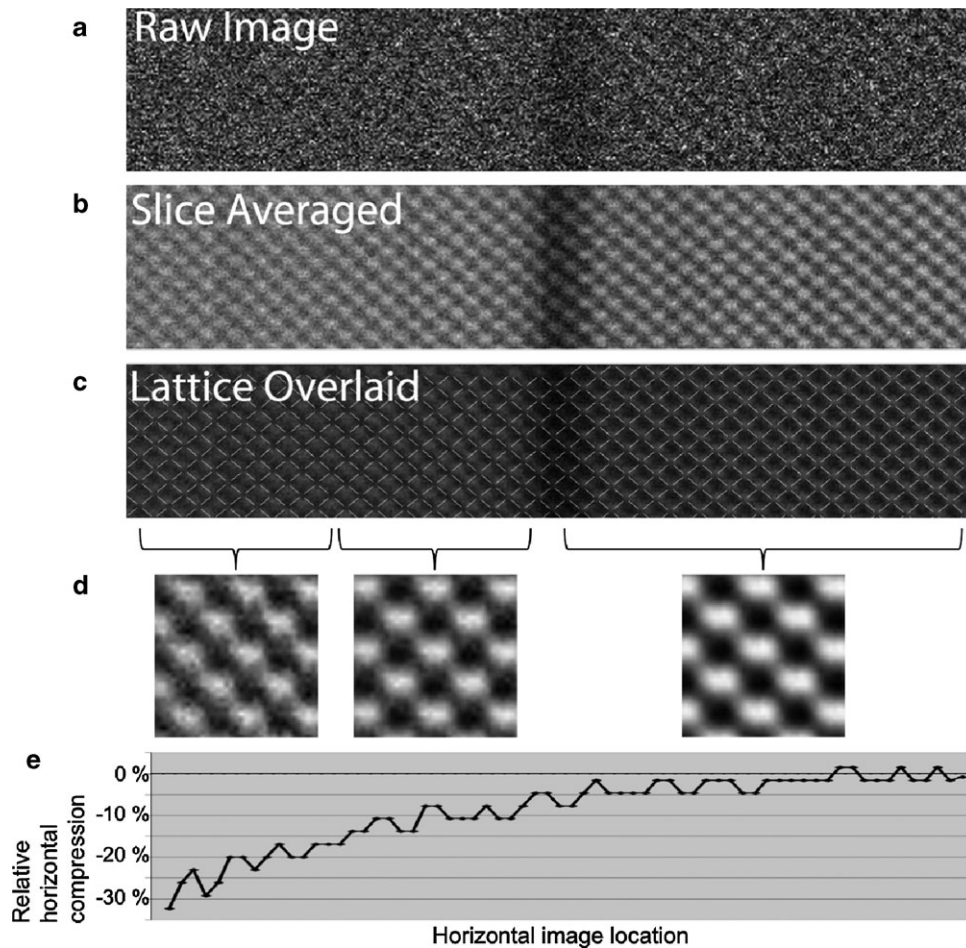 a
Raw Image
b
Slice Averaged
c
Lattice Overlaid
d
e
0 %
-10 %
-20 %
-30 %
Relative
horizontal
compression
Horizontal image location